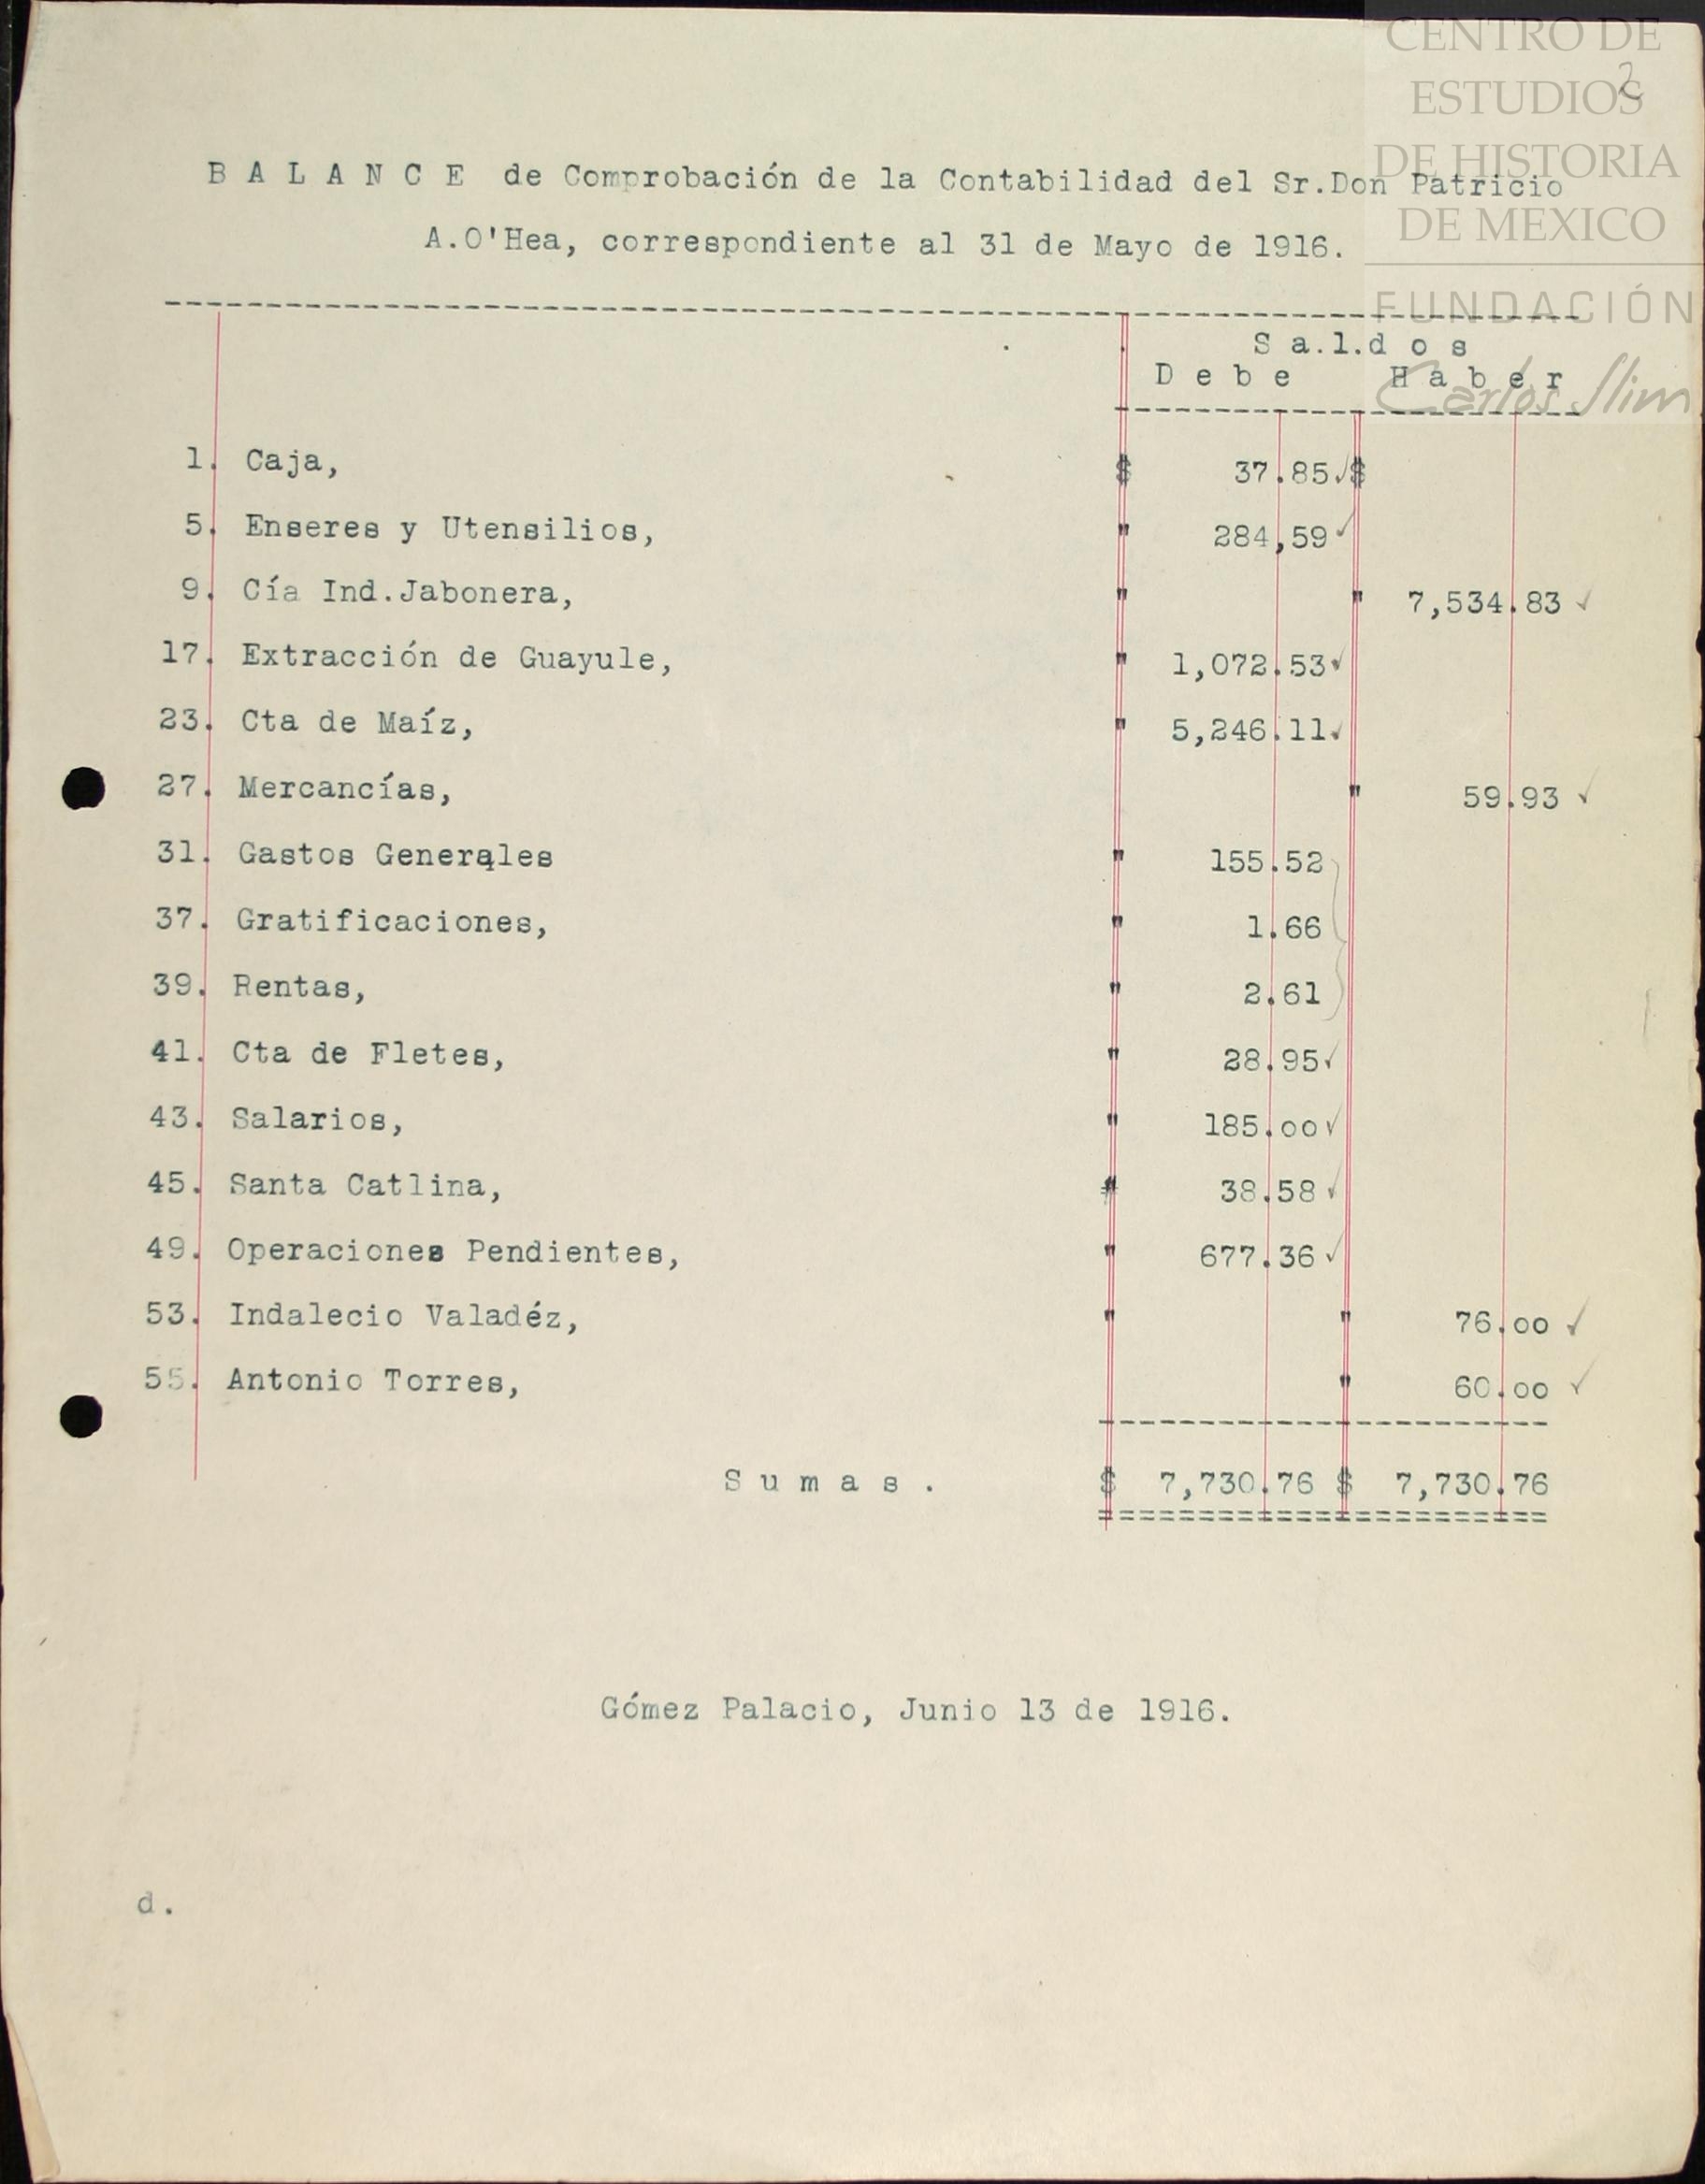 CENTRO DE
ESTUDIOS
DE HISTORIA
DE MEXICO
FUNDACIÓN
Carlos Slim
2
B A L A N C E de Comprobación de la Contabilidad del Sr.Don Patricio
A.O'Hea, correspondiente al 31 de Mayo de 1916.
S a.l.d o s
D e b e H a b e r
1. Caja, $ 37.85 $
5. Enseres y Utensilios, " 284,59
9. Cía Ind.Jabonera, " " 7,534.83
17. Extracción de Guayule, " 1,072.53
23. Cta de Maíz, " 5,246.11
27. Mercancías, " 59.93
31. Gastos Generales " 155.52
37. Gratificaciones, " 1.66
39. Rentas, " 2.61
41. Cta de Fletes, " 28.95
43. Salarios, " 185.00
45. Santa Catlina, " 38.58
49. Operaciones Pendientes, " 677.36
53. Indalecio Valadéz, " " 76.00
55. Antonio Torres, " 60.00
S u m a s . $ 7,730.76 $ 7,730.76
Gómez Palacio, Junio 13 de 1916.
d.